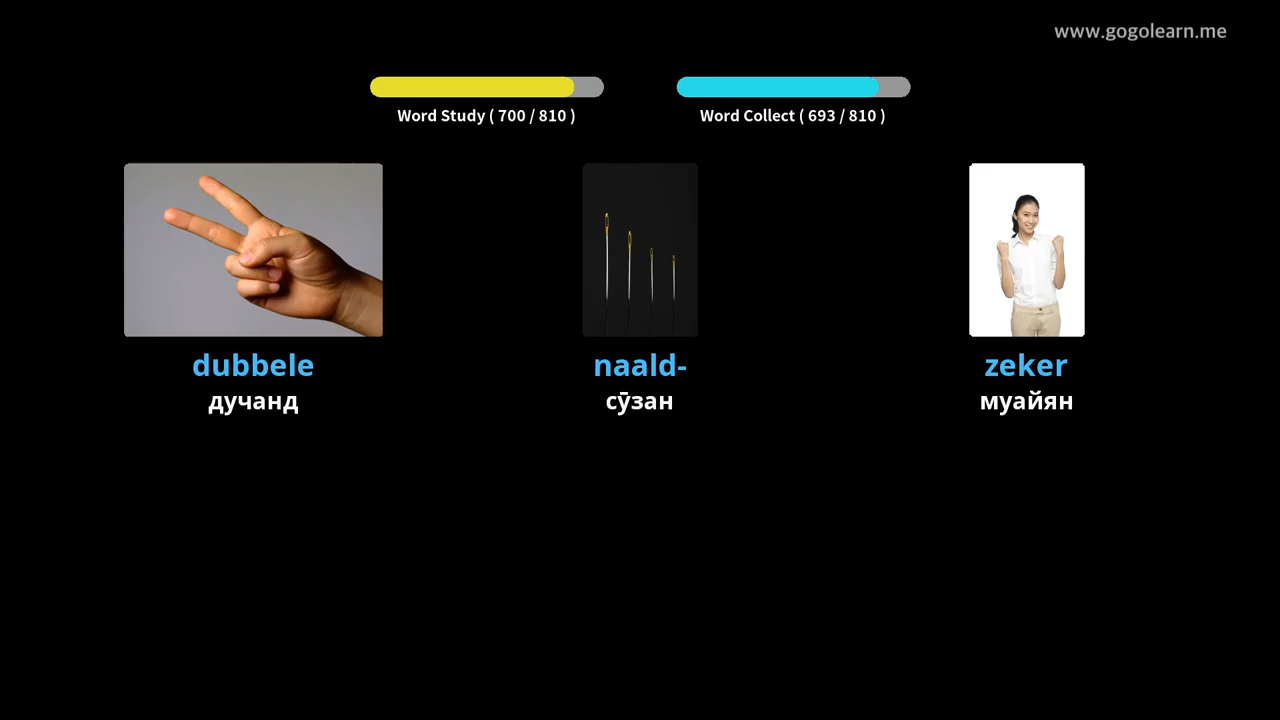 www.gogolearn.me
Word Study ( 700 / 810 )
Word Collect ( 693 / 810 )
dubbele
naald-
zeker
дучанд
сӯзан
муайян